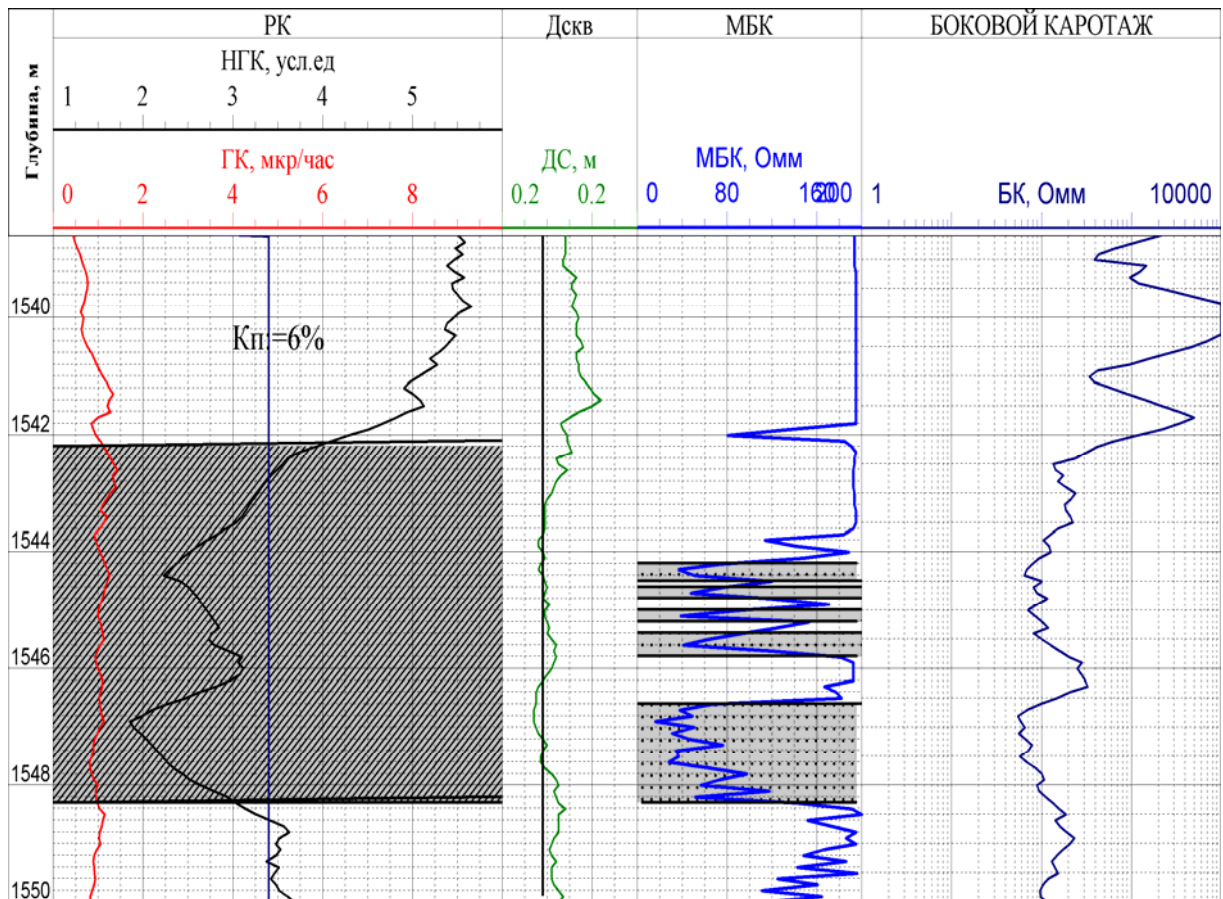 РК
Дскв
МБК
БОКОВОЙ КАРОТАЖ
Глубина, м
НГК, усл.ед
1 2 3 4 5
ГК, мкр/час
0 2 4 6 8
ДС, м
0.2 0.2
МБК, Омм
0 80 160 200
1 БК, Омм 10000
1540
Кп:=6%
1542
1544
1546
1548
1550